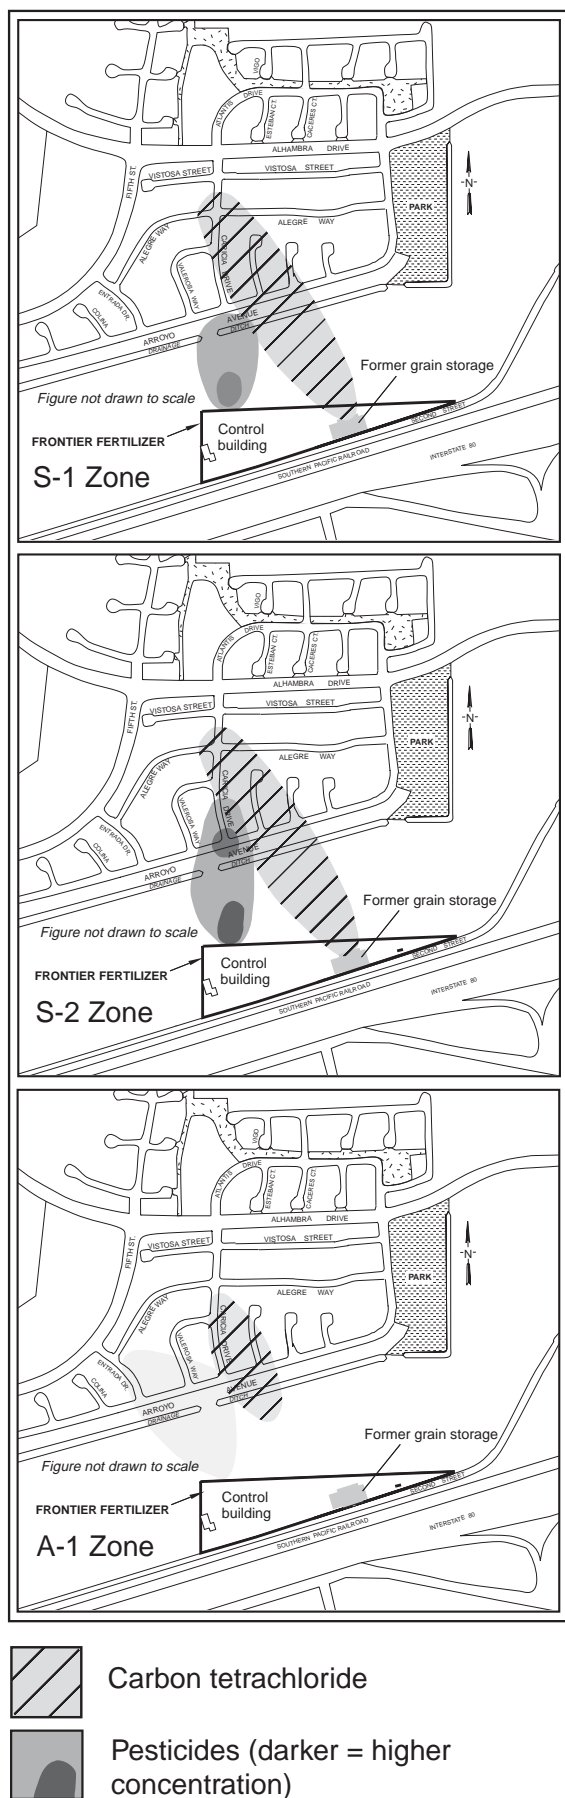 VIGO
ATLANTIS DRIVE
ESTEBAN CT.
CACERES CT.
ALHAMBRA DRIVE
FIFTH ST.
VISTOSA STREET
VISTOSA STREET
-N-
PARK
ALEGRE WAY
ALEGRE WAY
CARICIA DRIVE
VALEROSA WAY
ENTRADA DR.
COLINA
AVENUE
DITCH
ARROYO
DRAINAGE
Former grain storage
Figure not drawn to scale
SECOND STREET
FRONTIER FERTILIZER
Control
building
INTERSTATE 80
SOUTHERN PACIFIC RAILROAD
S-1 Zone
VIGO
ATLANTIS DRIVE
ESTEBAN CT.
CACERES CT.
ALHAMBRA DRIVE
FIFTH ST.
VISTOSA STREET
VISTOSA STREET
-N-
PARK
ALEGRE WAY
ALEGRE WAY
CARICIA DRIVE
VALEROSA WAY
ENTRADA DR.
COLINA
AVENUE
DITCH
ARROYO
DRAINAGE
Former grain storage
Figure not drawn to scale
SECOND STREET
FRONTIER FERTILIZER
Control
building
INTERSTATE 80
SOUTHERN PACIFIC RAILROAD
S-2 Zone
VIGO
ATLANTIS DRIVE
ESTEBAN CT.
CACERES CT.
ALHAMBRA DRIVE
FIFTH ST.
VISTOSA STREET
VISTOSA STREET
-N-
PARK
ALEGRE WAY
ALEGRE WAY
CARICIA DRIVE
VALEROSA WAY
ENTRADA DR.
COLINA
AVENUE
DITCH
ARROYO
DRAINAGE
Former grain storage
Figure not drawn to scale
SECOND STREET
FRONTIER FERTILIZER
Control
building
INTERSTATE 80
SOUTHERN PACIFIC RAILROAD
A-1 Zone
Carbon tetrachloride
Pesticides (darker = higher
concentration)